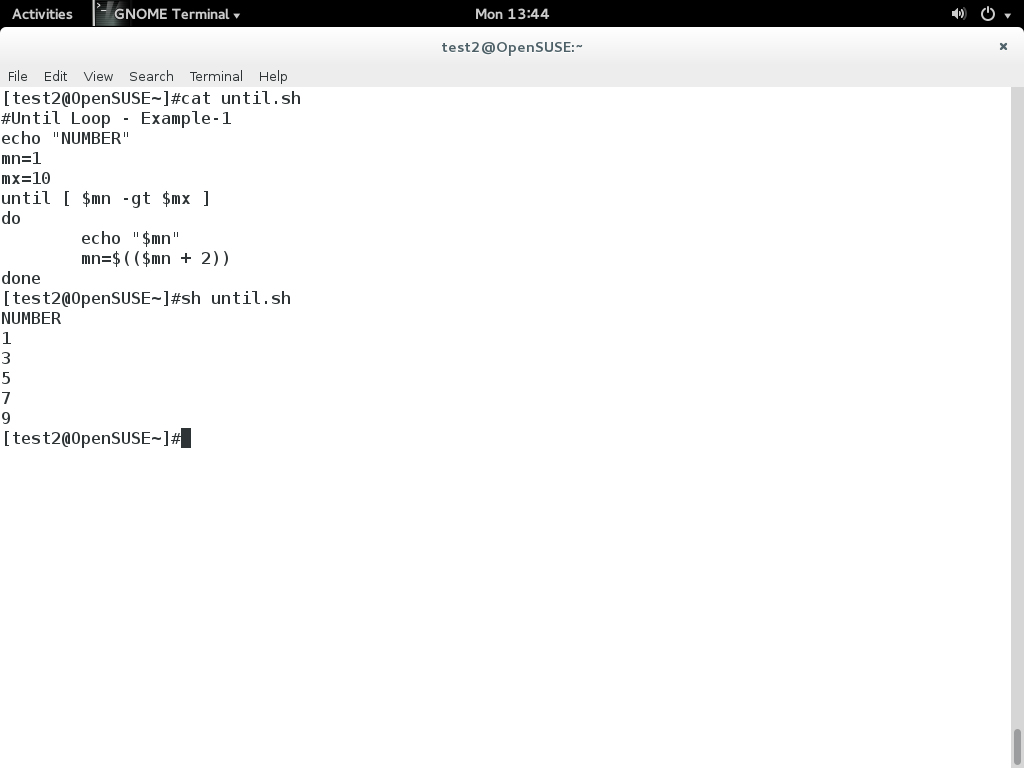 Activities GNOME Terminal Mon 13:44
test2@OpenSUSE:~
File Edit View Search Terminal Help
[test2@OpenSUSE~]#cat until.sh
#Until Loop - Example-1
echo "NUMBER"
mn=1
mx=10
until [ $mn -gt $mx ]
do
        echo "$mn"
        mn=$(($mn + 2))
done
[test2@OpenSUSE~]#sh until.sh
NUMBER
1
3
5
7
9
[test2@OpenSUSE~]#